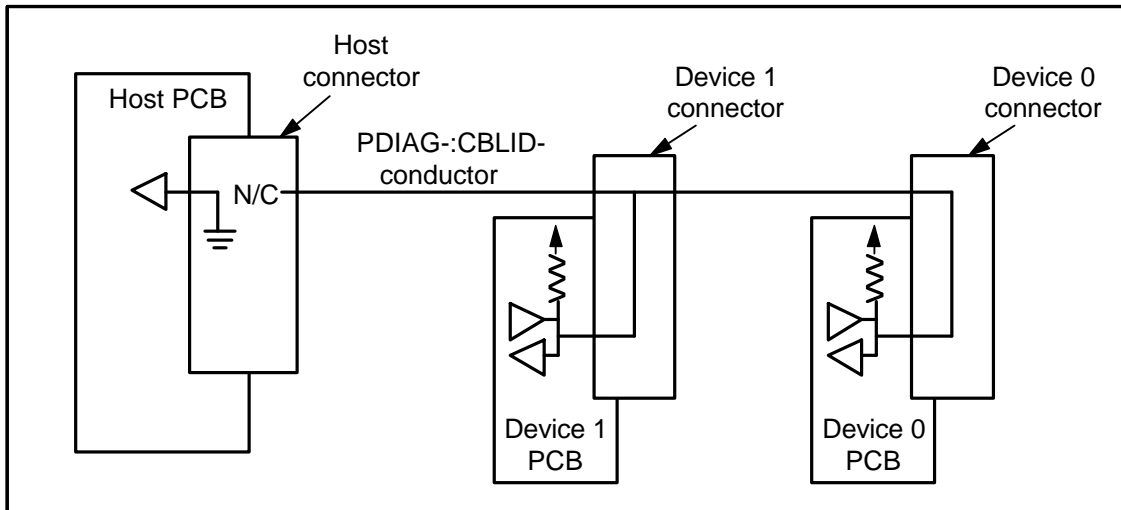 Host
connector
Host PCB
Device 1
connector
Device 0
connector
PDIAG-:CBLID-
conductor
N/C
Device 1
PCB
Device 0
PCB